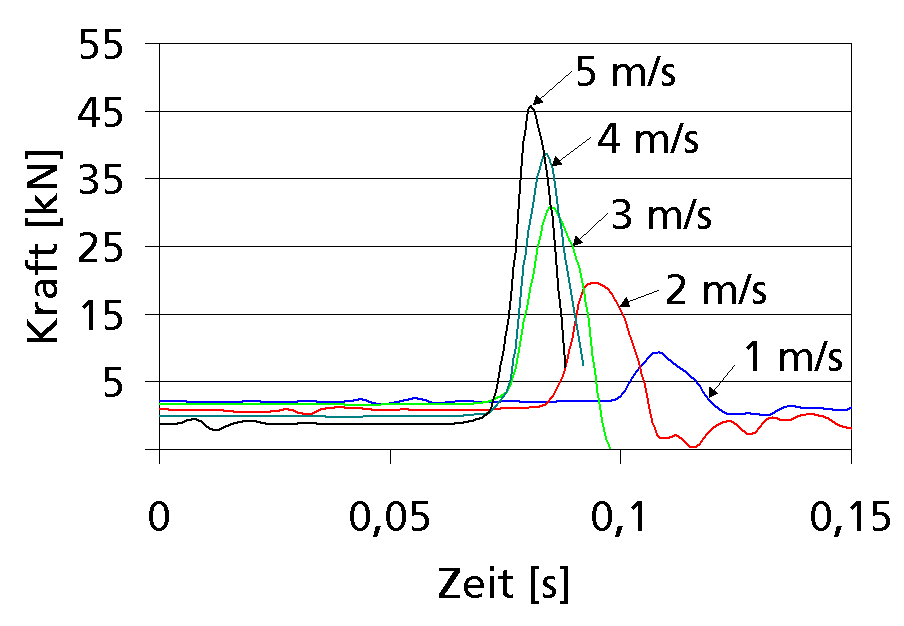 55
45
35
25
15
5
Kraft [kN]
5 m/s
4 m/s
3 m/s
2 m/s
1 m/s
0
0,05
0,1
0,15
Zeit [s]